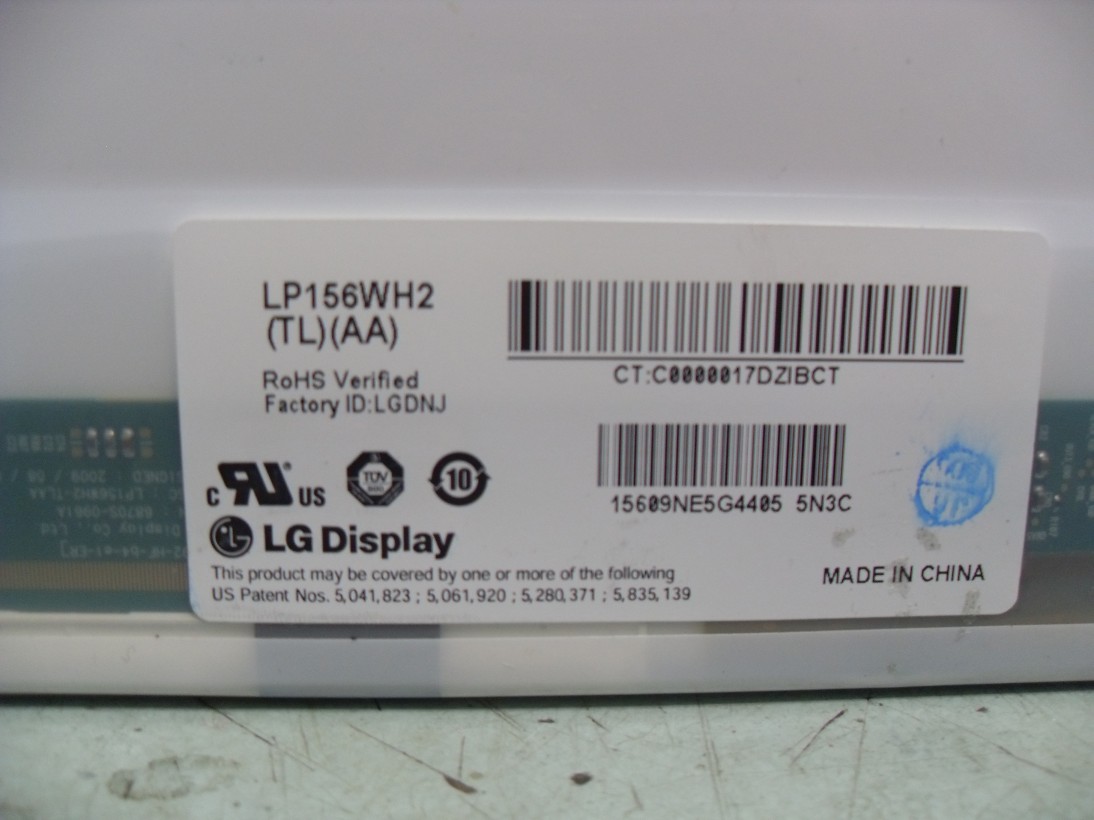 LP156WH2
(TL)(AA)
RoHS Verified
Factory ID:LGDNJ
CT:C0000017DZIBCT
15609NE5G4405 5N3C
c RU ® US
TÜV
10
LG Display
This product may be covered by one or more of the following
US Patent Nos. 5,041,823 ; 5,061,920 ; 5,280,371 ; 5,835,139
MADE IN CHINA